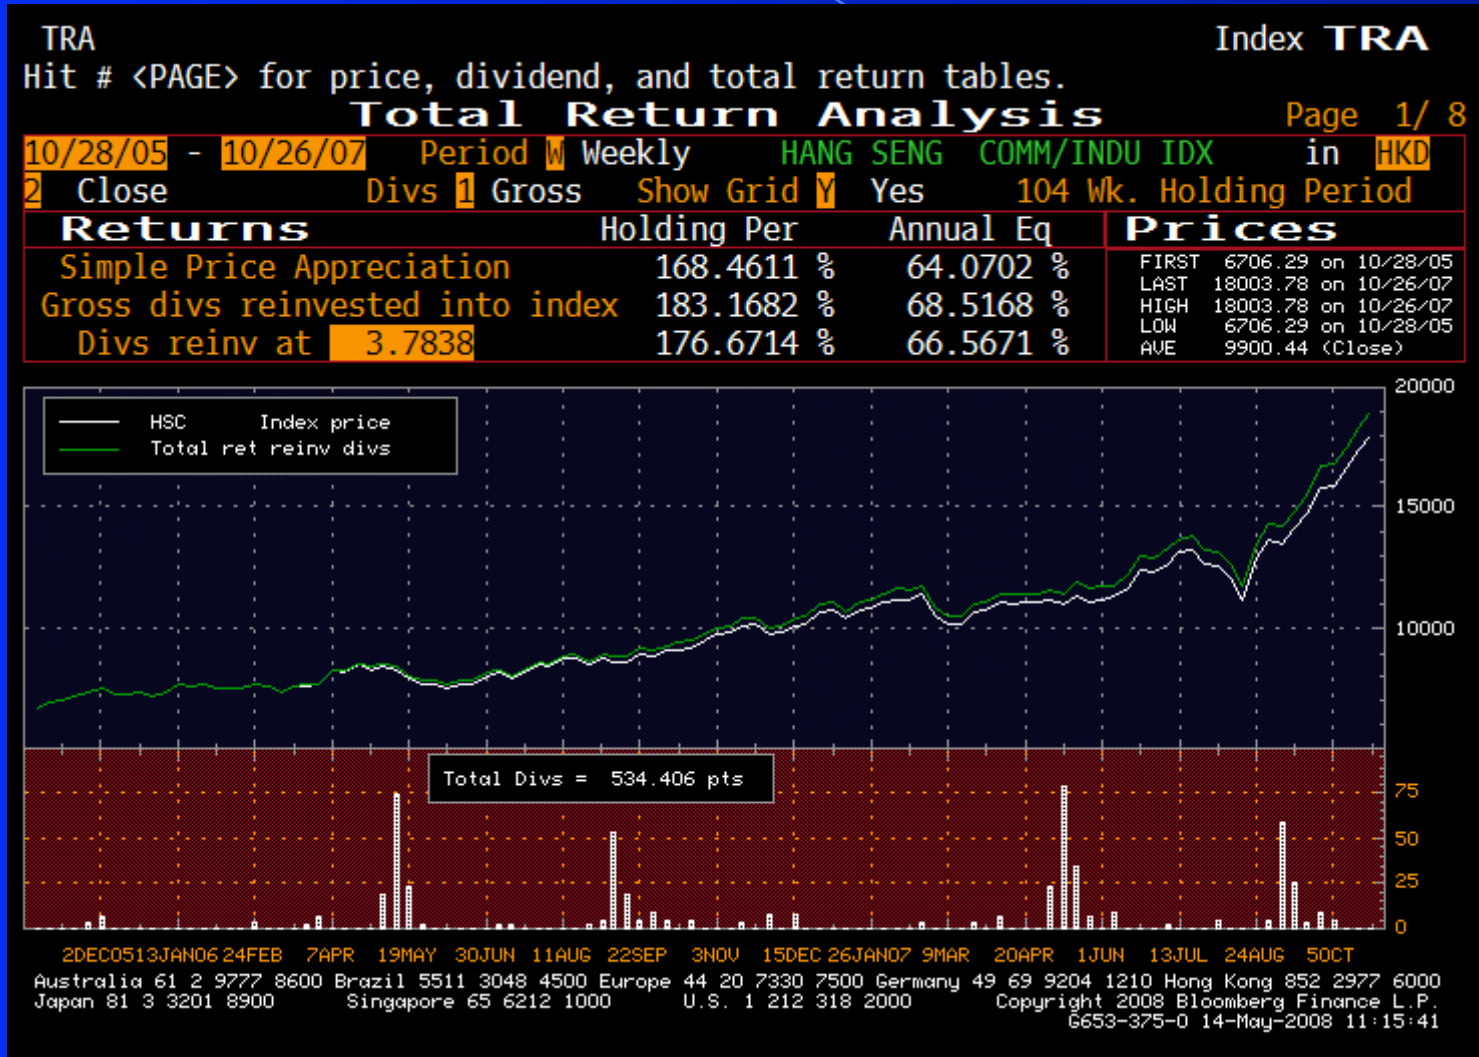 TRA Index TRA
Hit # <PAGE> for price, dividend, and total return tables.
Total Return Analysis Page 1/ 8
10/28/05 - 10/26/07 Period W Weekly HANG SENG COMM/INDU IDX in HKD
2 Close Divs 1 Gross Show Grid Y Yes 104 Wk. Holding Period
Returns Holding Per Annual Eq Prices
Simple Price Appreciation 168.4611 % 64.0702 %
Gross divs reinvested into index 183.1682 % 68.5168 %
Divs reinv at 3.7838 176.6714 % 66.5671 %
FIRST 6706.29 on 10/28/05
LAST 18003.78 on 10/26/07
HIGH 18003.78 on 10/26/07
LOW 6706.29 on 10/28/05
AVE 9900.44 (Close)
20000
HSC Index price
Total ret reinv divs
15000
10000
Total Divs = 534.406 pts
75
50
25
0
2DEC05 13JAN06 24FEB 7APR 19MAY 30JUN 11AUG 22SEP 3NOV 15DEC 26JAN07 9MAR 20APR 1JUN 13JUL 24AUG 5OCT
Australia 61 2 9777 8600 Brazil 5511 3048 4500 Europe 44 20 7330 7500 Germany 49 69 9204 1210 Hong Kong 852 2977 6000
Japan 81 3 3201 8900 Singapore 65 6212 1000 U.S. 1 212 318 2000 Copyright 2008 Bloomberg Finance L.P.
G653-375-0 14-May-2008 11:15:41